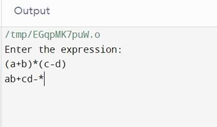 Output
/tmp/EGqpMK7puW.o
Enter the expression:
(a+b)*(c-d)
ab+cd-*